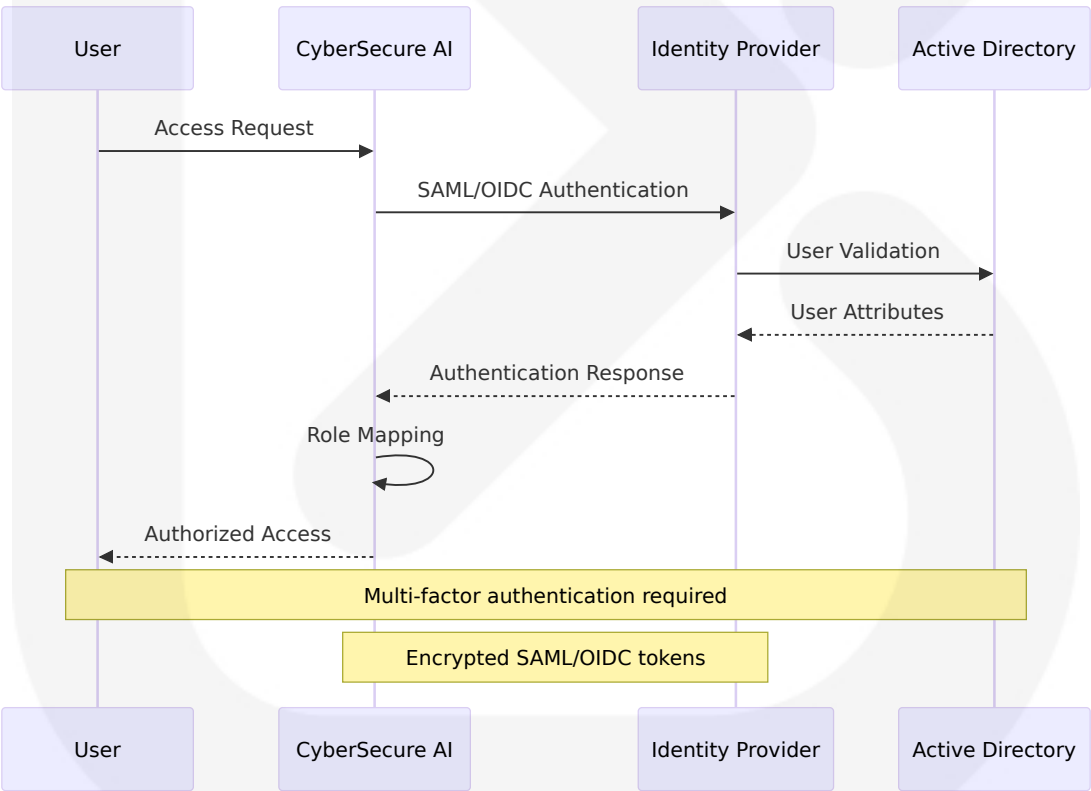 User
CyberSecure AI
Identity Provider
Active Directory
Access Request
SAML/OIDC Authentication
User Validation
User Attributes
Authentication Response
Role Mapping
Authorized Access
Multi-factor authentication required
Encrypted SAML/OIDC tokens
User
CyberSecure AI
Identity Provider
Active Directory